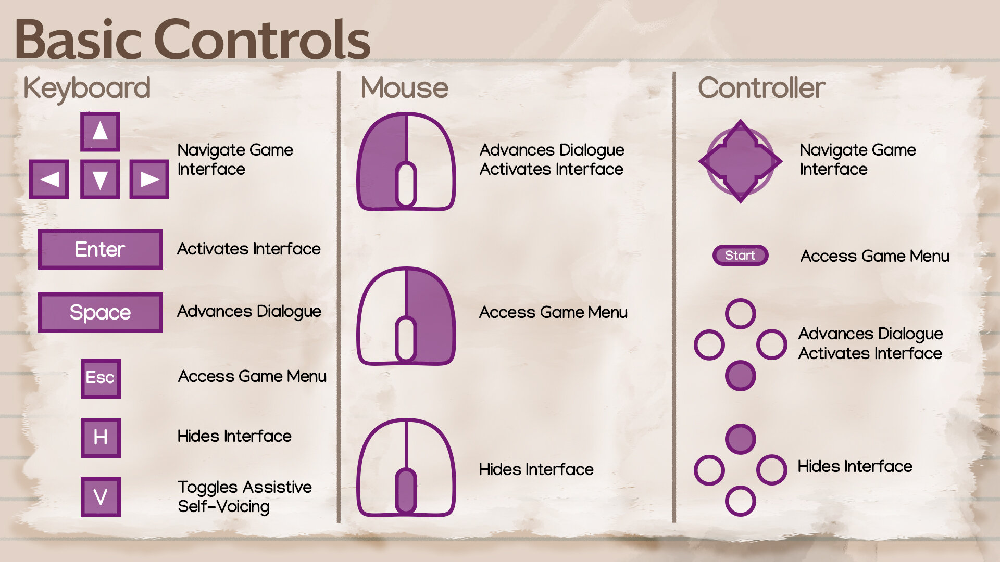 Basic Controls
Keyboard
Navigate Game
Interface
Enter
Activates Interface
Space
Advances Dialogue
Esc
Access Game Menu
H
Hides Interface
V
Toggles Assistive
Self-Voicing
Mouse
Advances Dialogue
Activates Interface
Access Game Menu
Hides Interface
Controller
Navigate Game
Interface
Start
Access Game Menu
Advances Dialogue
Activates Interface
Hides Interface